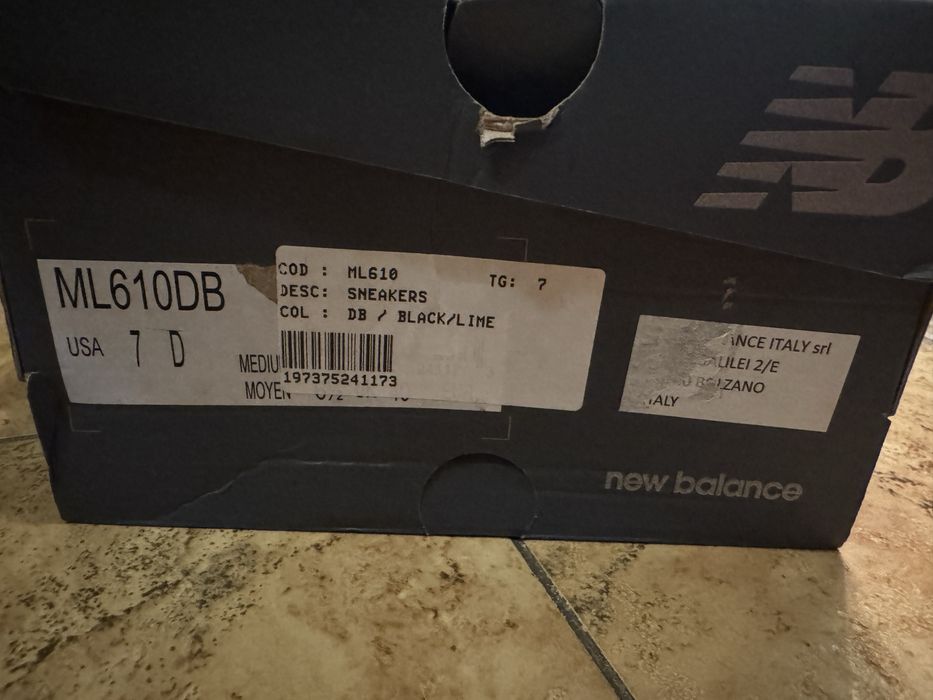 ML610DB
USA 7 D
MEDIU
MOYEN
COD : ML610 TG: 7
DESC: SNEAKERS
COL : DB / BLACK/LIME
197375241173
ANCE ITALY srl
ALILEI 2/E
BOLZANO
ITALY
new balance